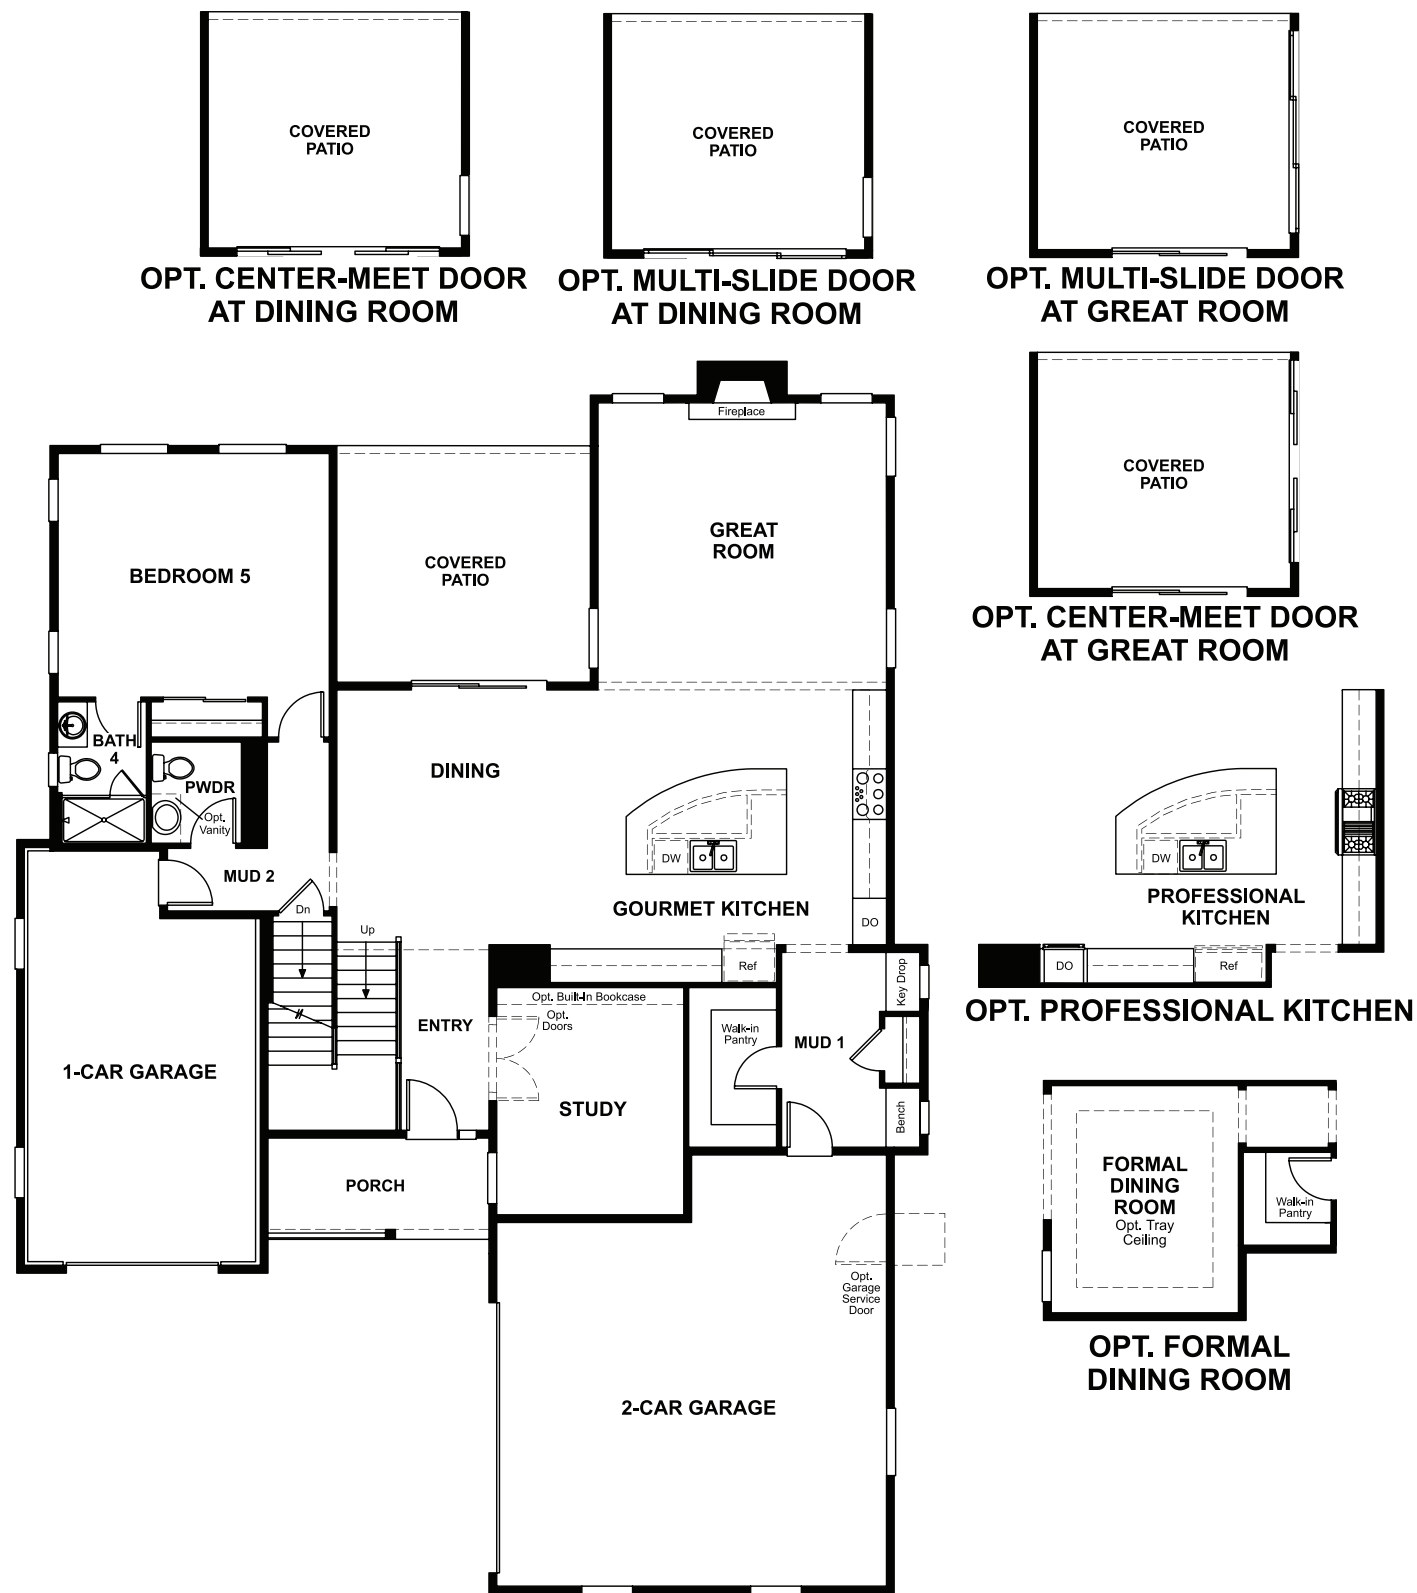 COVERED
PATIO
OPT. CENTER-MEET DOOR
AT DINING ROOM
COVERED
PATIO
OPT. MULTI-SLIDE DOOR
AT DINING ROOM
COVERED
PATIO
OPT. MULTI-SLIDE DOOR
AT GREAT ROOM
COVERED
PATIO
OPT. CENTER-MEET DOOR
AT GREAT ROOM
Fireplace
GREAT
ROOM
BEDROOM 5
COVERED
PATIO
BATH
4
PWDR
Opt.
Vanity
DINING
DW
GOURMET KITCHEN
DO
MUD 2
Dn
Up
Ref
Key Drop
Opt. Built-In Bookcase
Opt.
Doors
ENTRY
Walk-in
Pantry
MUD 1
1-CAR GARAGE
STUDY
Bench
PORCH
Opt.
Garage
Service
Door
2-CAR GARAGE
DW
PROFESSIONAL
KITCHEN
DO
Ref
OPT. PROFESSIONAL KITCHEN
FORMAL
DINING
ROOM
Opt. Tray
Ceiling
Walk-in
Pantry
OPT. FORMAL
DINING ROOM